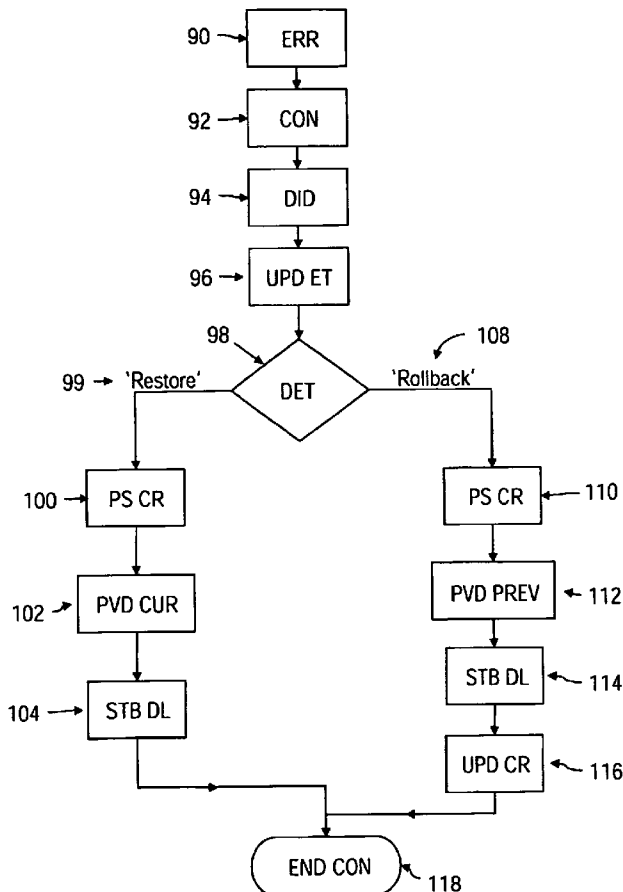 90 ERR
92 CON
94 DID
96 UPD ET
98
108
99 'Restore'
DET
'Rollback'
100 PS CR
PS CR 110
102 PVD CUR
PVD PREV 112
104 STB DL
STB DL 114
UPD CR 116
END CON 118